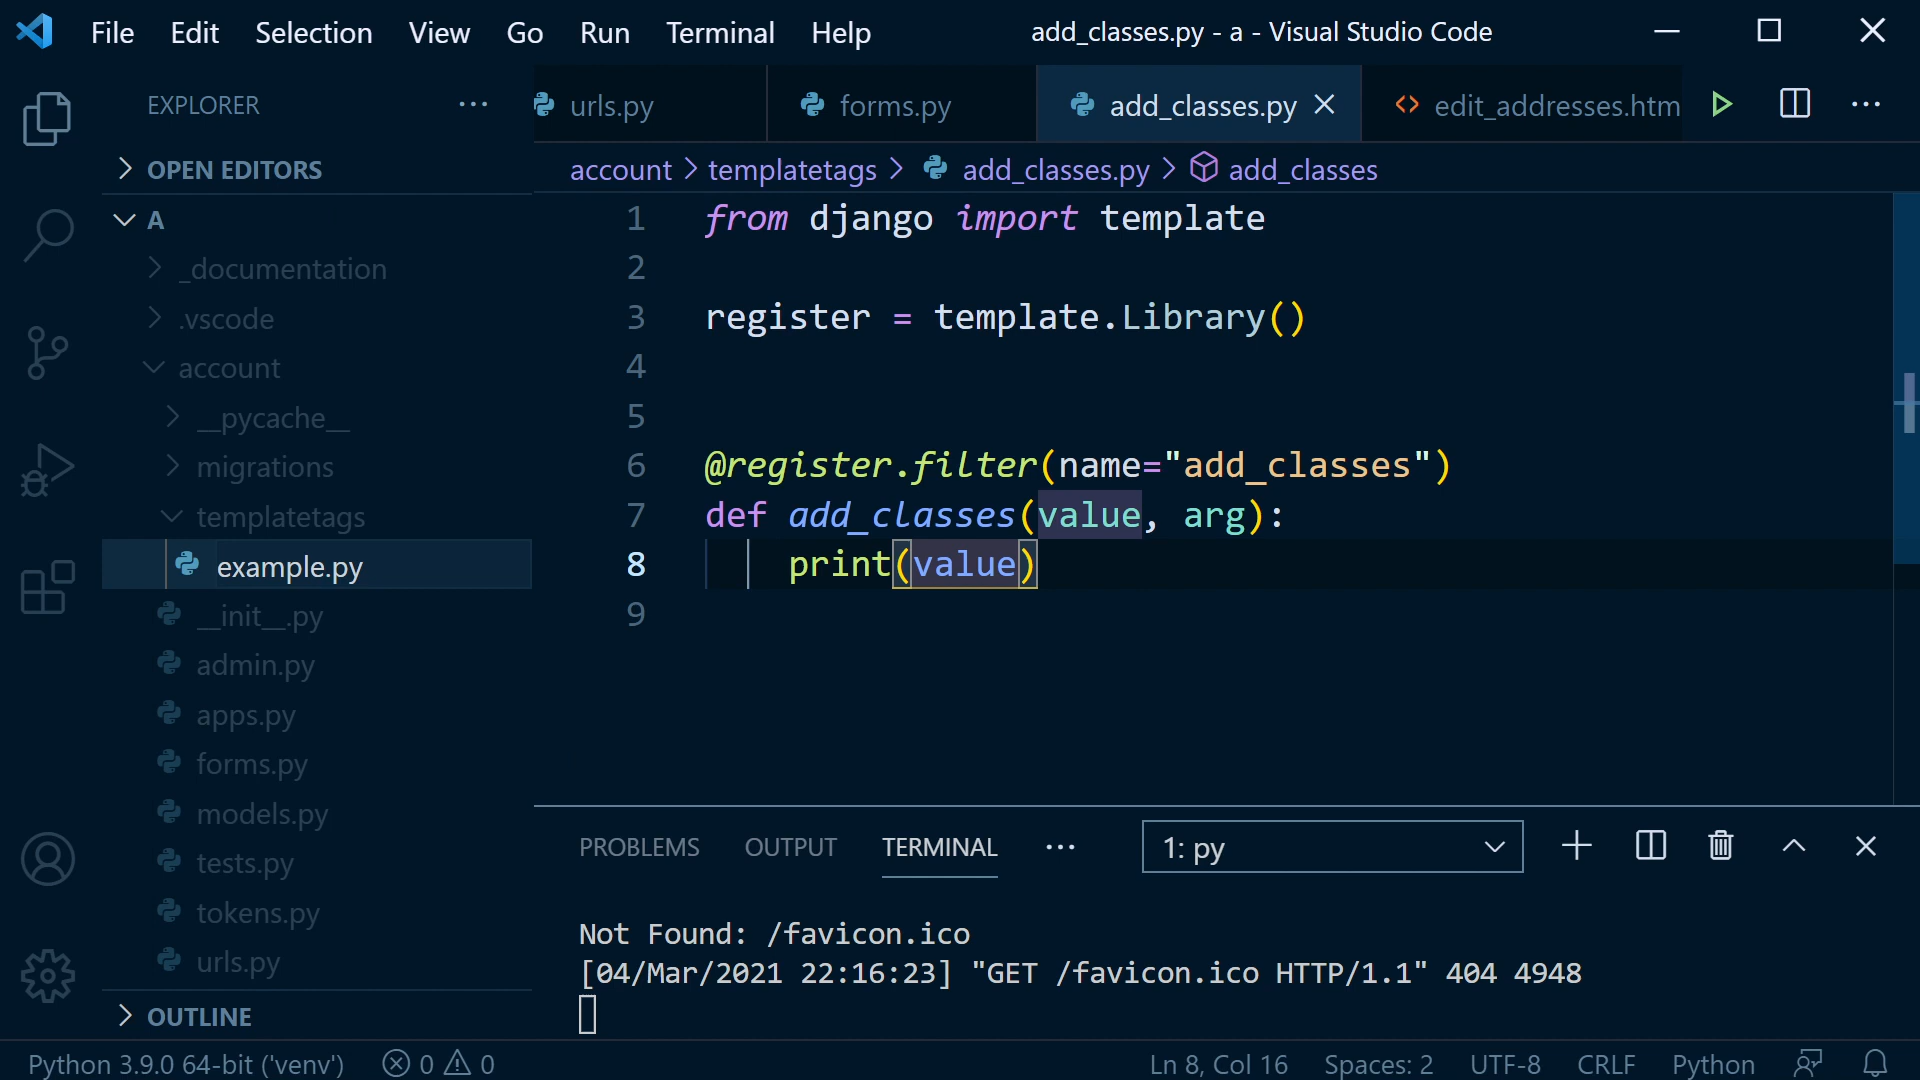 File Edit Selection View Go Run Terminal Help add_classes.py - a - Visual Studio Code
EXPLORER
urls.py forms.py add_classes.py edit_addresses.htm
OPEN EDITORS
account > templatetags > add_classes.py > add_classes
A
_documentation
.vscode
account
__pycache__
migrations
templatetags
example.py
__init__.py
admin.py
apps.py
forms.py
models.py
tests.py
tokens.py
urls.py
OUTLINE
1 from django import template
2
3 register = template.Library()
4
5
6 @register.filter(name="add_classes")
7 def add_classes(value, arg):
8 print(value)
9
PROBLEMS OUTPUT TERMINAL 1: py
Not Found: /favicon.ico
[04/Mar/2021 22:16:23] "GET /favicon.ico HTTP/1.1" 404 4948
Python 3.9.0 64-bit ('venv') 0 0 Ln 8, Col 16 Spaces: 2 UTF-8 CRLF Python